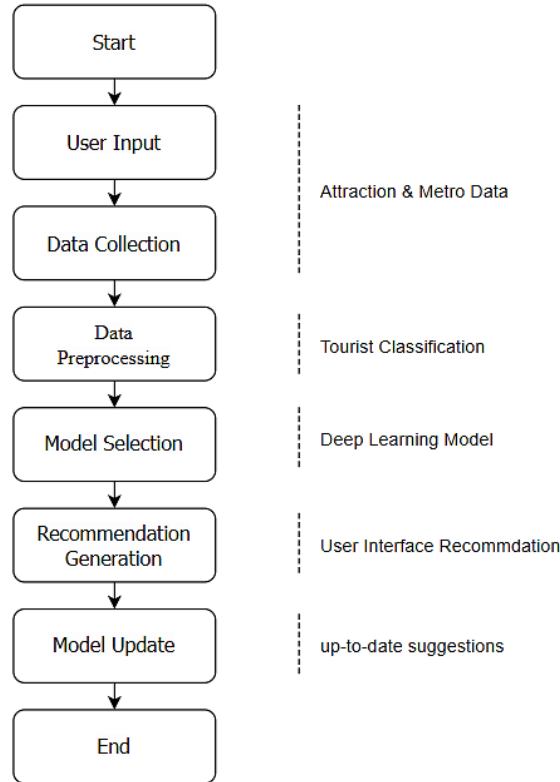 Start
User Input
Attraction & Metro Data
Data Collection
Data
Preprocessing
Tourist Classification
Model Selection
Deep Learning Model
Recommendation
Generation
User Interface Recommdation
Model Update
up-to-date suggestions
End